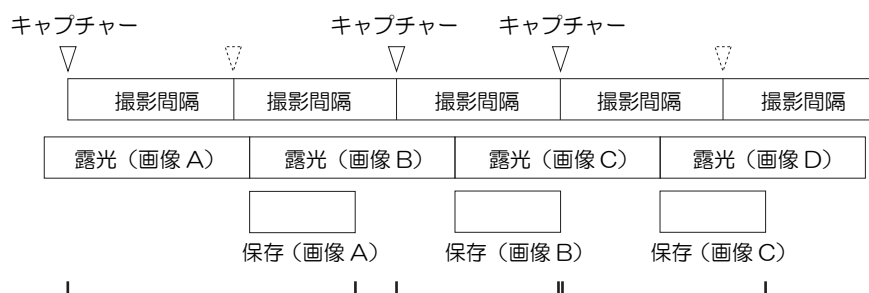 キャプチャー キャプチャー キャプチャー
撮影間隔 撮影間隔 撮影間隔 撮影間隔 撮影間隔
露光（画像 A） 露光（画像 B） 露光（画像 C） 露光（画像 D）
保存（画像 A） 保存（画像 B） 保存（画像 C）